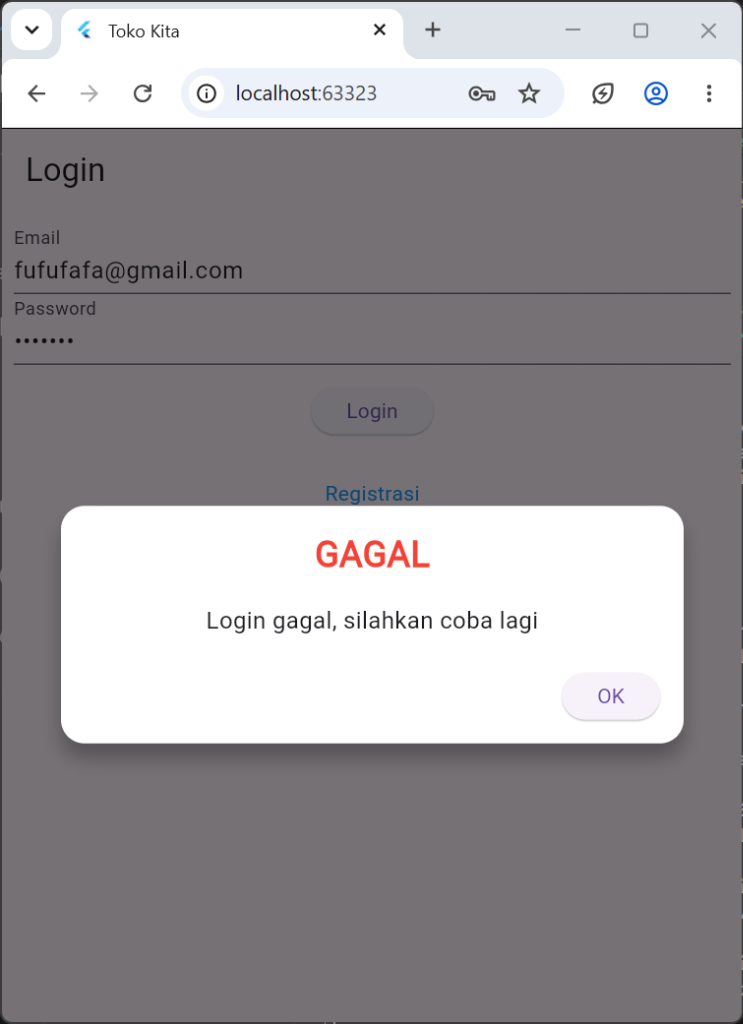 Toko Kita
localhost:63323
Login
Email
fufufafa@gmail.com
Password
•••••••
Login
Registrasi
GAGAL
Login gagal, silahkan coba lagi
OK